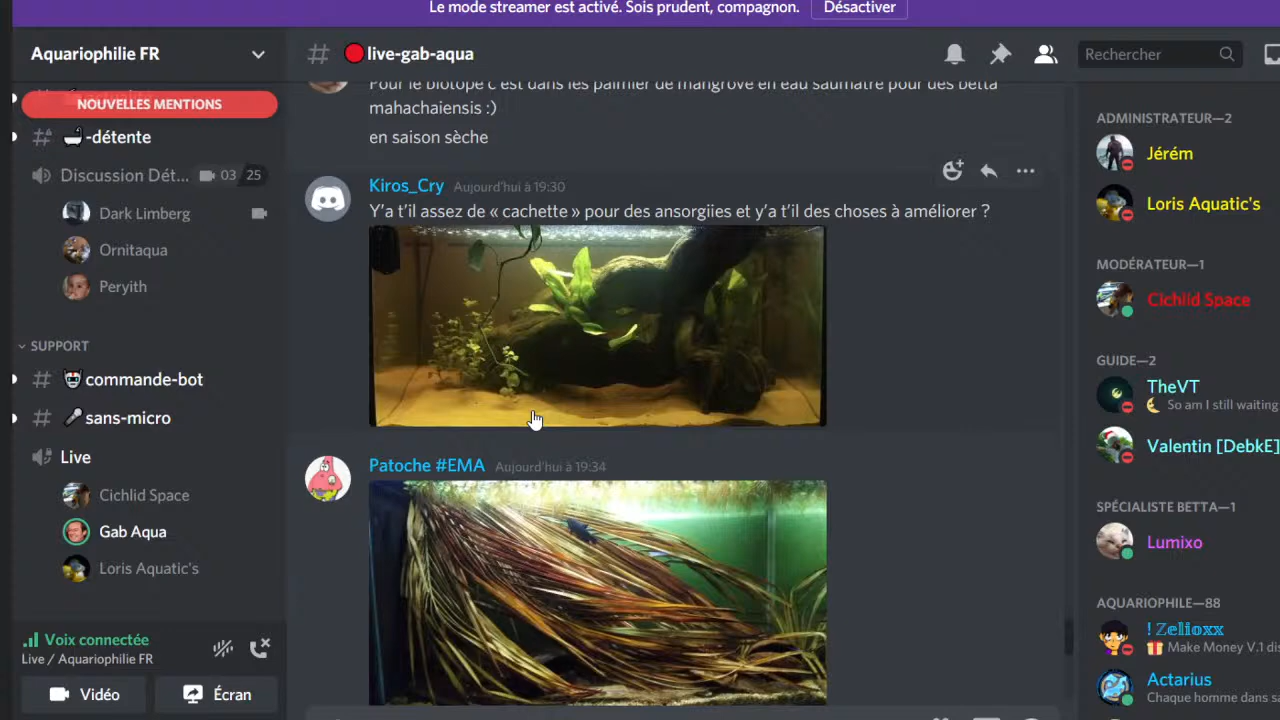 Le mode streamer est activé. Sois prudent, compagnon.
Désactiver
Aquariophilie FR
NOUVELLES MENTIONS
-détente
Discussion Dét...
03 25
Dark Limberg
Ornitaqua
Peryith
SUPPORT
commande-bot
sans-micro
Live
Cichlid Space
Gab Aqua
Loris Aquatic's
Voix connectée
Live / Aquariophilie FR
Vidéo
Écran
live-gab-aqua
Rechercher
Pour le biotope c'est dans les palmier de mangrove en eau saumâtre pour des betta
mahachaiensis :)
en saison sèche
Kiros_Cry Aujourd'hui à 19:30
Y'a t'il assez de « cachette » pour des ansorgiies et y'a t'il des choses à améliorer ?
Patoche #EMA Aujourd'hui à 19:34
ADMINISTRATEUR—2
Jérém
Loris Aquatic's
MODÉRATEUR—1
Cichlid Space
GUIDE—2
TheVT
So am I still waiting
Valentin [DebkE]
SPÉCIALISTE BETTA—1
Lumixo
AQUARIOPHILE—88
! Zelioxx
Make Money V.1 dis
Actarius
Chaque homme dans sa